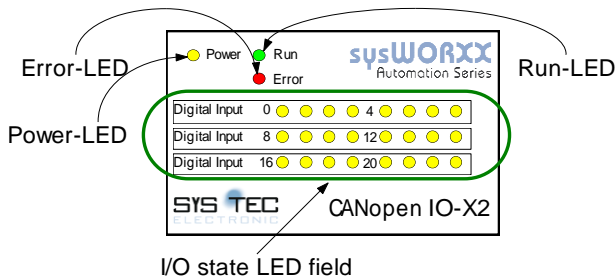 Power
Run
Error
sysWORXX
Automation Series
Error-LED
Run-LED
Power-LED
Digital Input 0 4
Digital Input 8 12
Digital Input 16 20
SYS TEC
ELECTRONIC
CANopen IO-X2
I/O state LED field